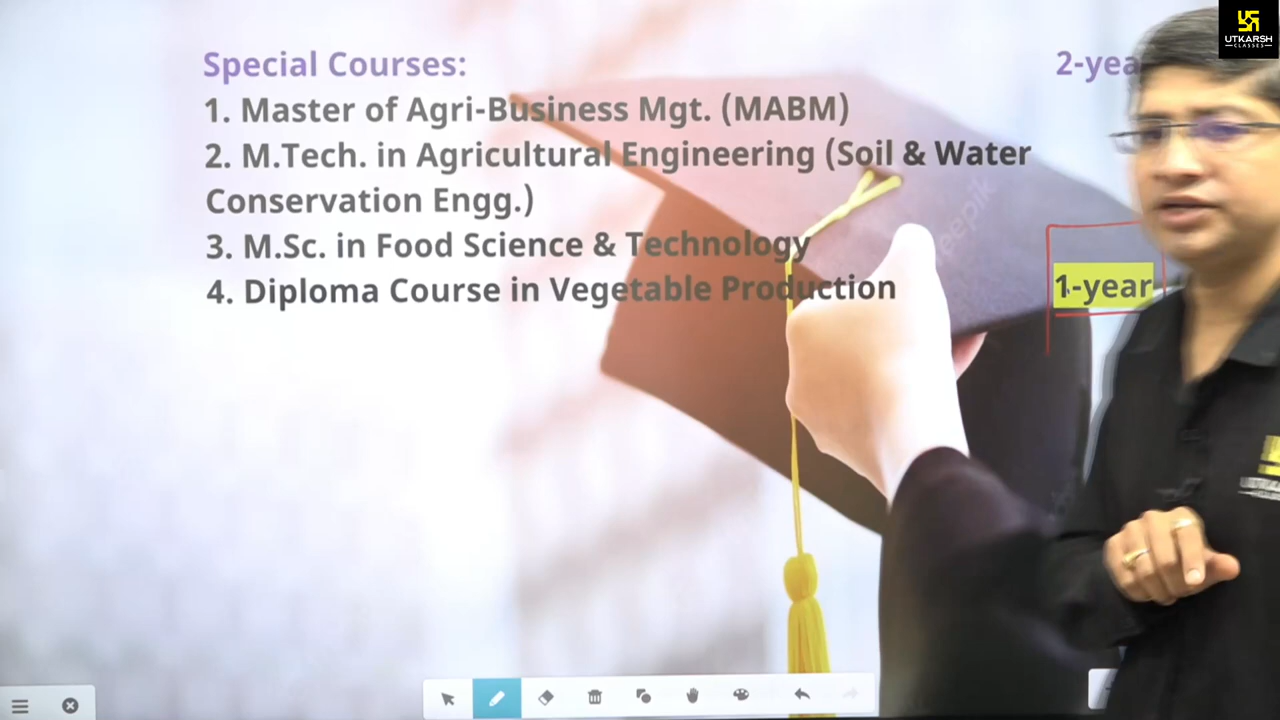 UTKARSH
CLASSES
Special Courses:
1. Master of Agri-Business Mgt. (MABM)
2. M.Tech. in Agricultural Engineering (Soil & Water
Conservation Engg.)
3. M.Sc. in Food Science & Technology
4. Diploma Course in Vegetable Production
1-year